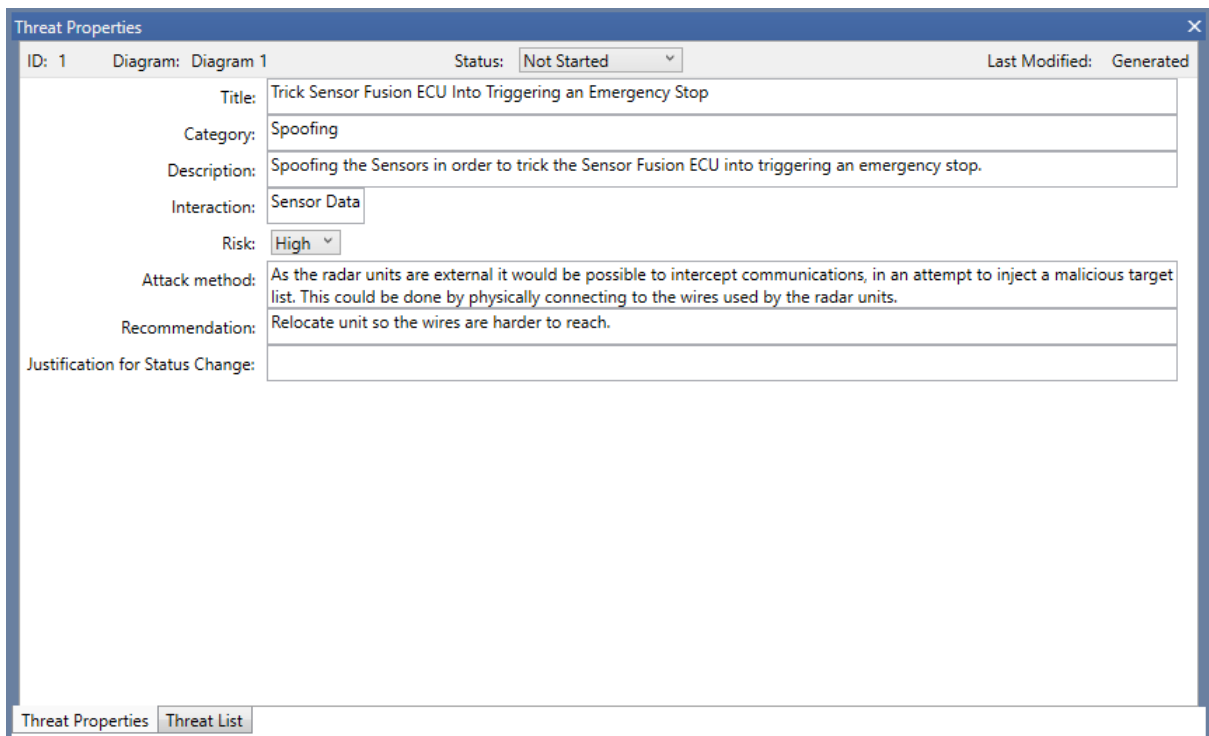 Threat Properties
ID: 1 Diagram: Diagram 1 Status: Not Started Last Modified: Generated
Title: Trick Sensor Fusion ECU Into Triggering an Emergency Stop
Category: Spoofing
Description: Spoofing the Sensors in order to trick the Sensor Fusion ECU into triggering an emergency stop.
Interaction: Sensor Data
Risk: High
Attack method: As the radar units are external it would be possible to intercept communications, in an attempt to inject a malicious target
list. This could be done by physically connecting to the wires used by the radar units.
Recommendation: Relocate unit so the wires are harder to reach.
Justification for Status Change:
Threat Properties Threat List